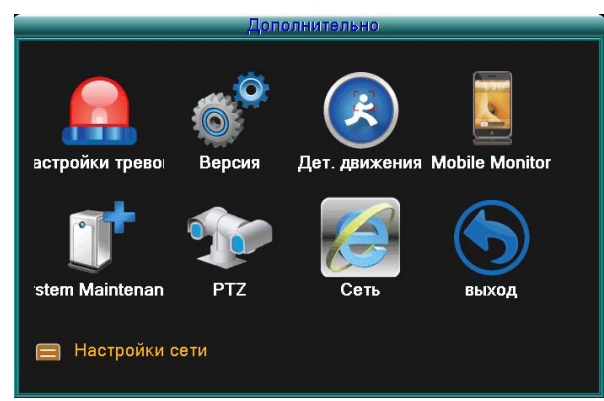 Дополнительно
астройки трево
Версия
Дет. движения
Mobile Monitor
stem Maintenan
PTZ
Сеть
выход
Настройки сети